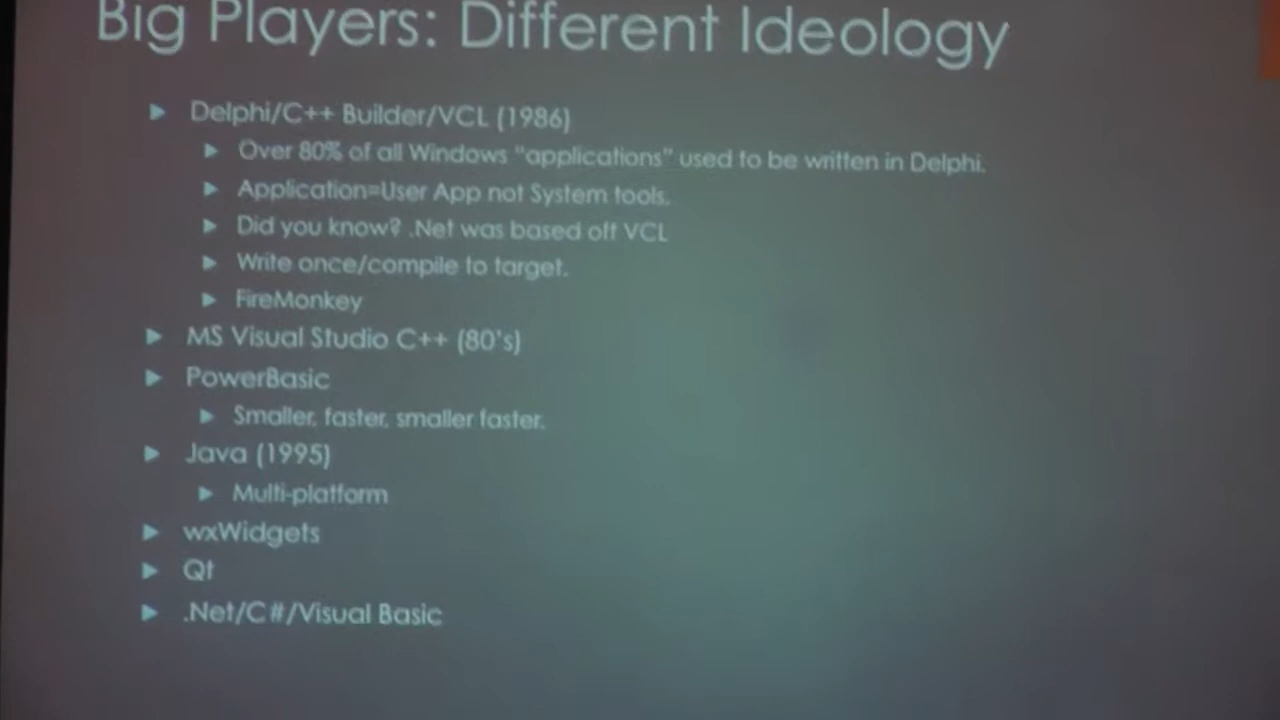 Big Players: Different Ideology
Delphi/C++ Builder/VCL (1986)
Over 80% of all Windows "applications" used to be written in Delphi.
Application=User App not System tools.
Did you know? .Net was based off VCL
Write once/compile to target.
FireMonkey
MS Visual Studio C++ (80's)
PowerBasic
Smaller, faster, smaller faster.
Java (1995)
Multi-platform
wxWidgets
Qt
.Net/C#/Visual Basic